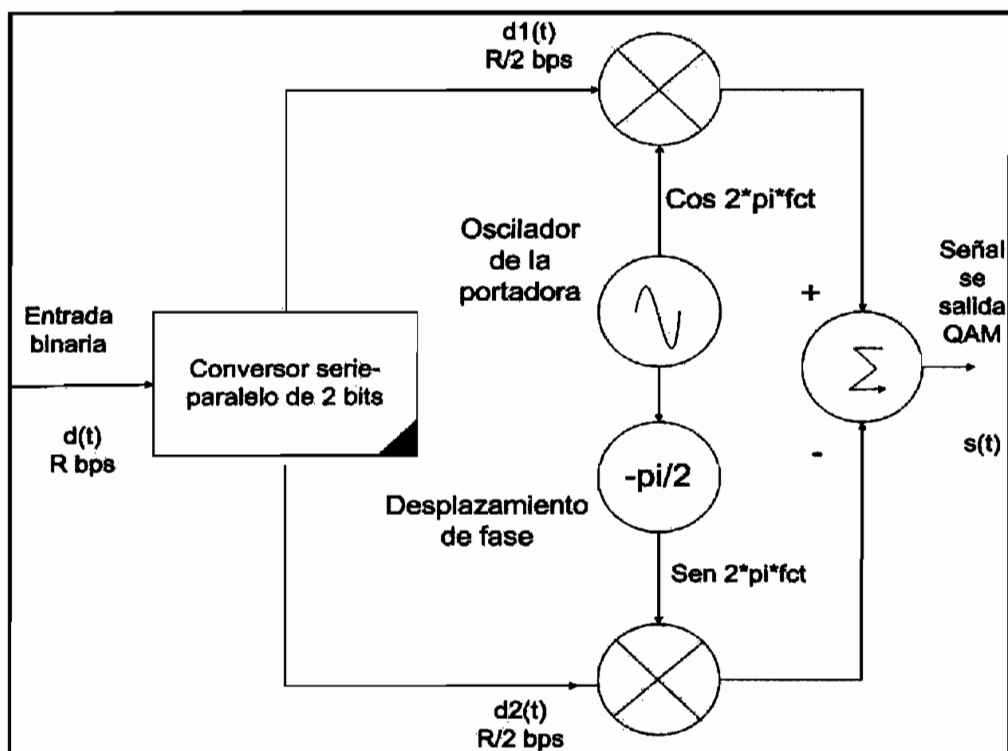 d1(t)
R/2 bps
Cos 2*pi*fct
Oscilador
de la
portadora
Señal
se
salida
QAM
+
Entrada
binaria
Conversor serie-
paralelo de 2 bits
Σ
d(t)
R bps
-
s(t)
-pi/2
Desplazamiento
de fase
Sen 2*pi*fct
d2(t)
R/2 bps